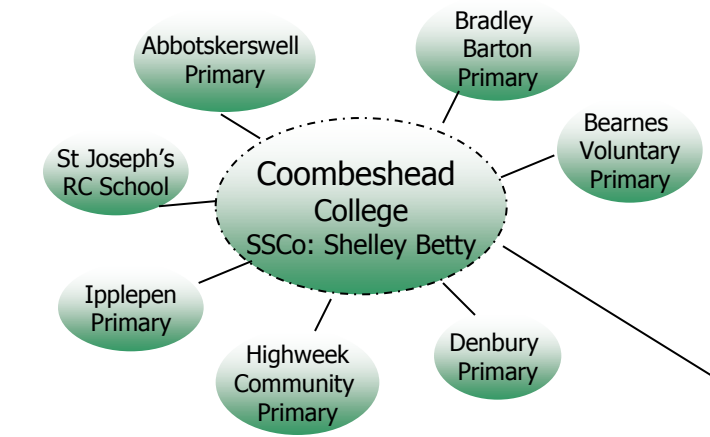 Abbotskerswell
Primary
Bradley
Barton
Primary
Bearnes
Voluntary
Primary
St Joseph's
RC School
Coombeshead
College
SSCo: Shelley Betty
Ipplepen
Primary
Highweek
Community
Primary
Denbury
Primary